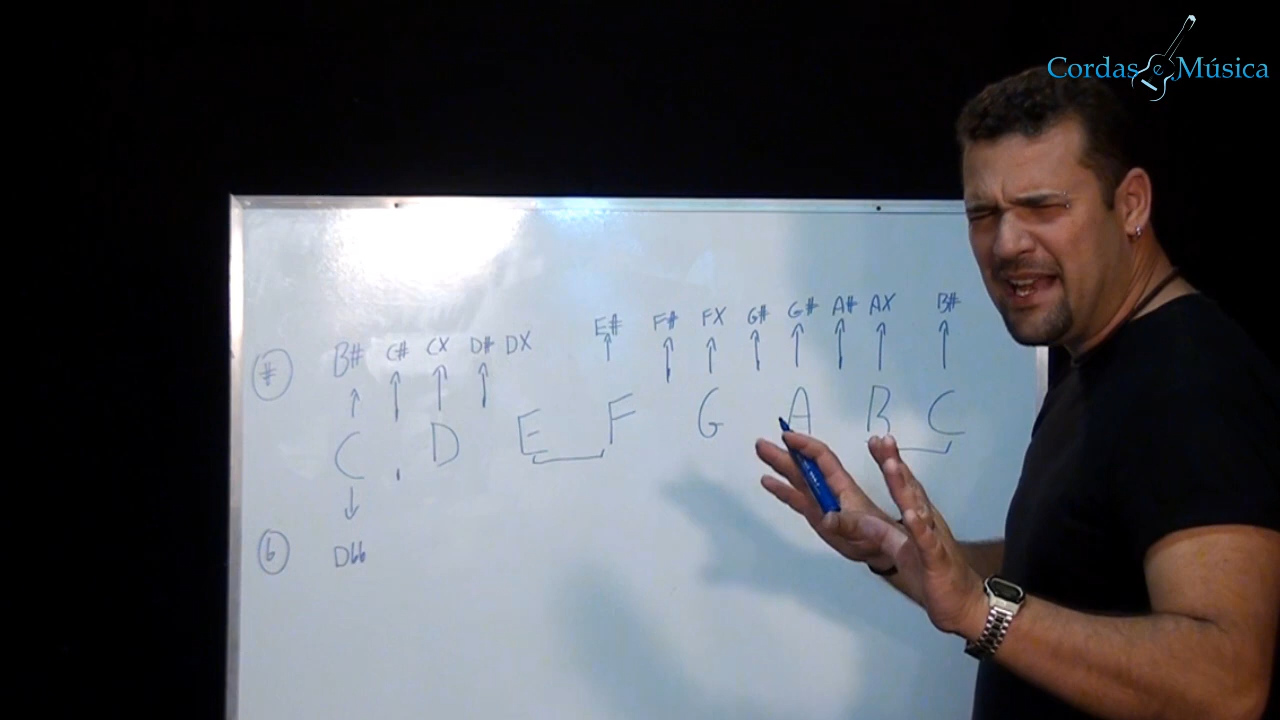 Cordas e Música
# B# C# CX D# DX E# F# FX G# G# A# AX B#
C D E F G A B C
b Dbb